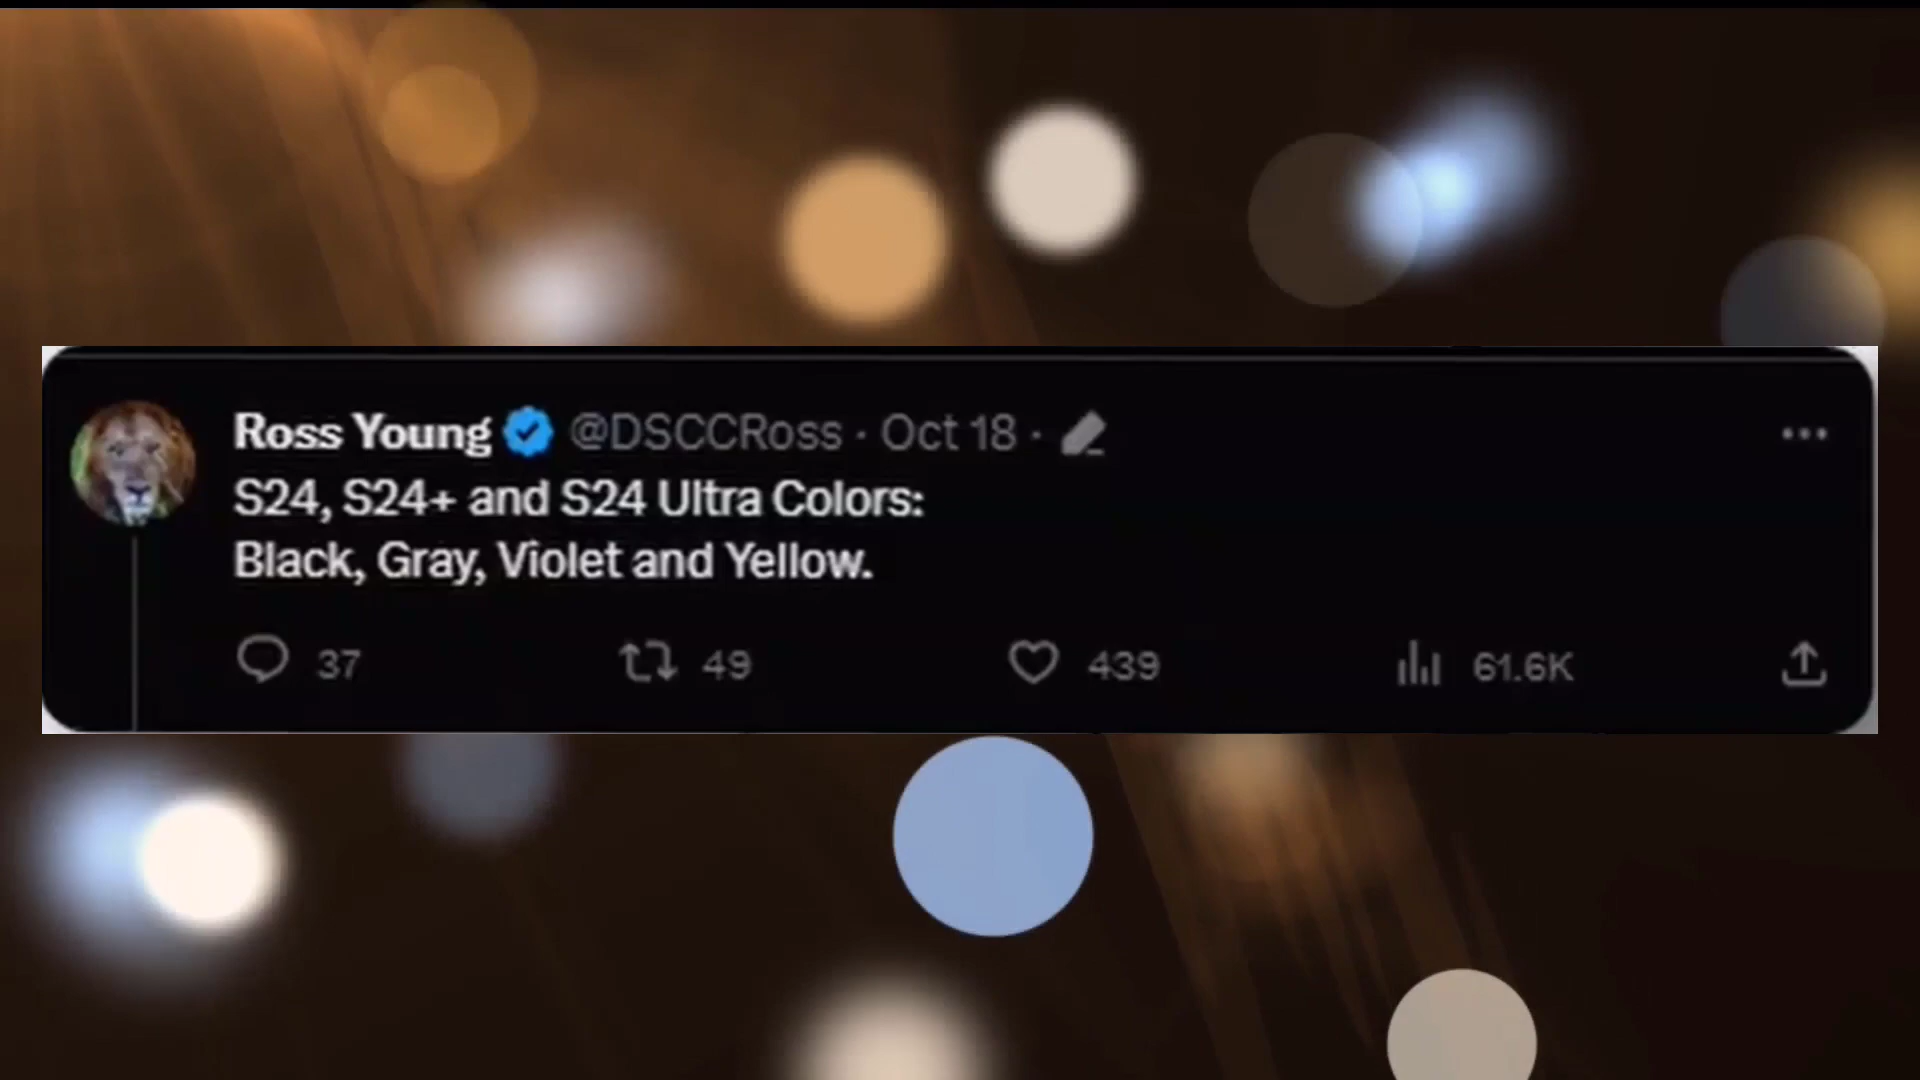 Ross Young @DSCCRoss · Oct 18 ·
S24, S24+ and S24 Ultra Colors:
Black, Gray, Violet and Yellow.
37 49 439 61.6K